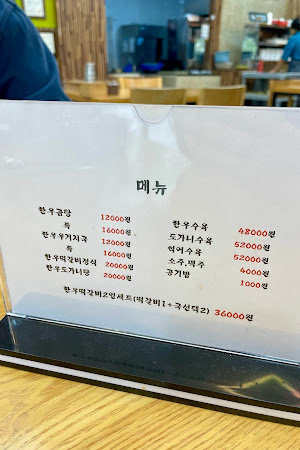 메뉴
한우곰탕 12000원
특 16000원
한우우거지국 12000원
특 16000원
한우떡갈비정식 20000원
한우도가니탕 20000원
한우수육 48000원
도가니수육 52000원
섞어수육 52000원
소주,맥주 4000원
공기밥 1000원
한우떡갈비2인세트(떡갈비1+국선택2) 36000원